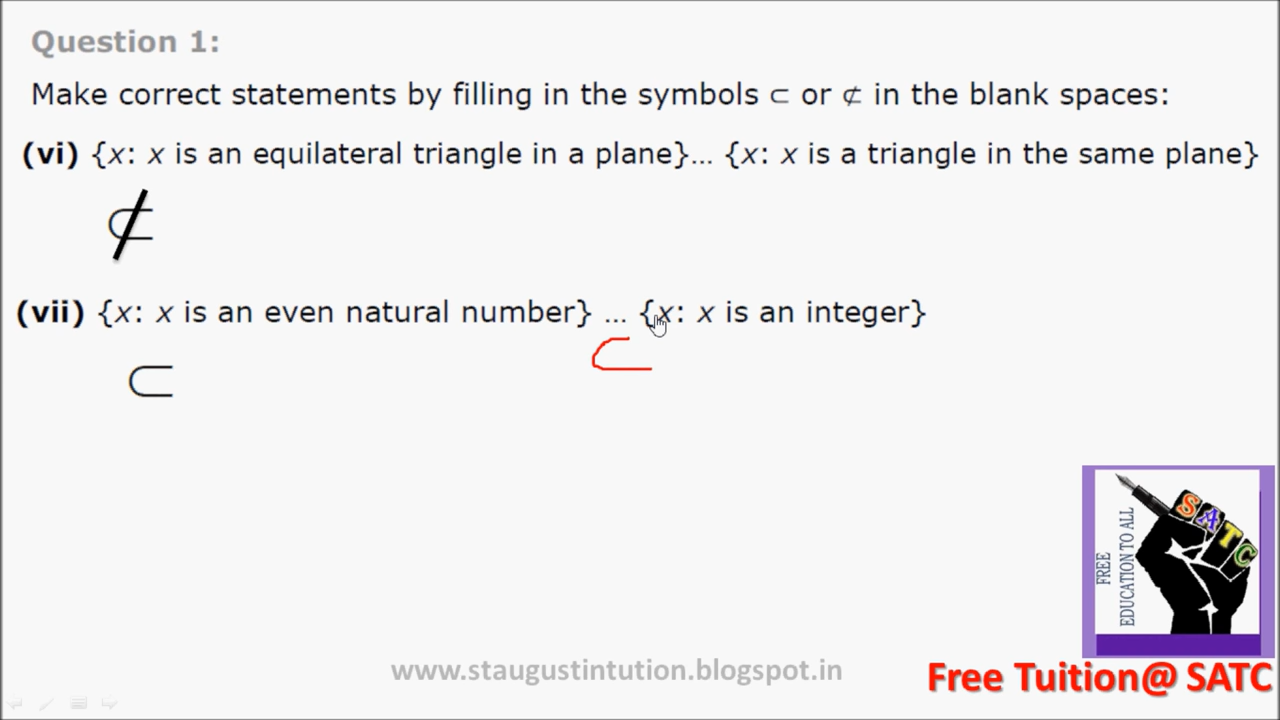 Question 1:
Make correct statements by filling in the symbols ⊂ or ⊄ in the blank spaces:
(vi) {x: x is an equilateral triangle in a plane}… {x: x is a triangle in the same plane}
⊄
(vii) {x: x is an even natural number} … {x: x is an integer}
⊂
⊂
SATC
FREE
EDUCATION TO ALL
www.staugustintution.blogspot.in
Free Tuition@ SATC